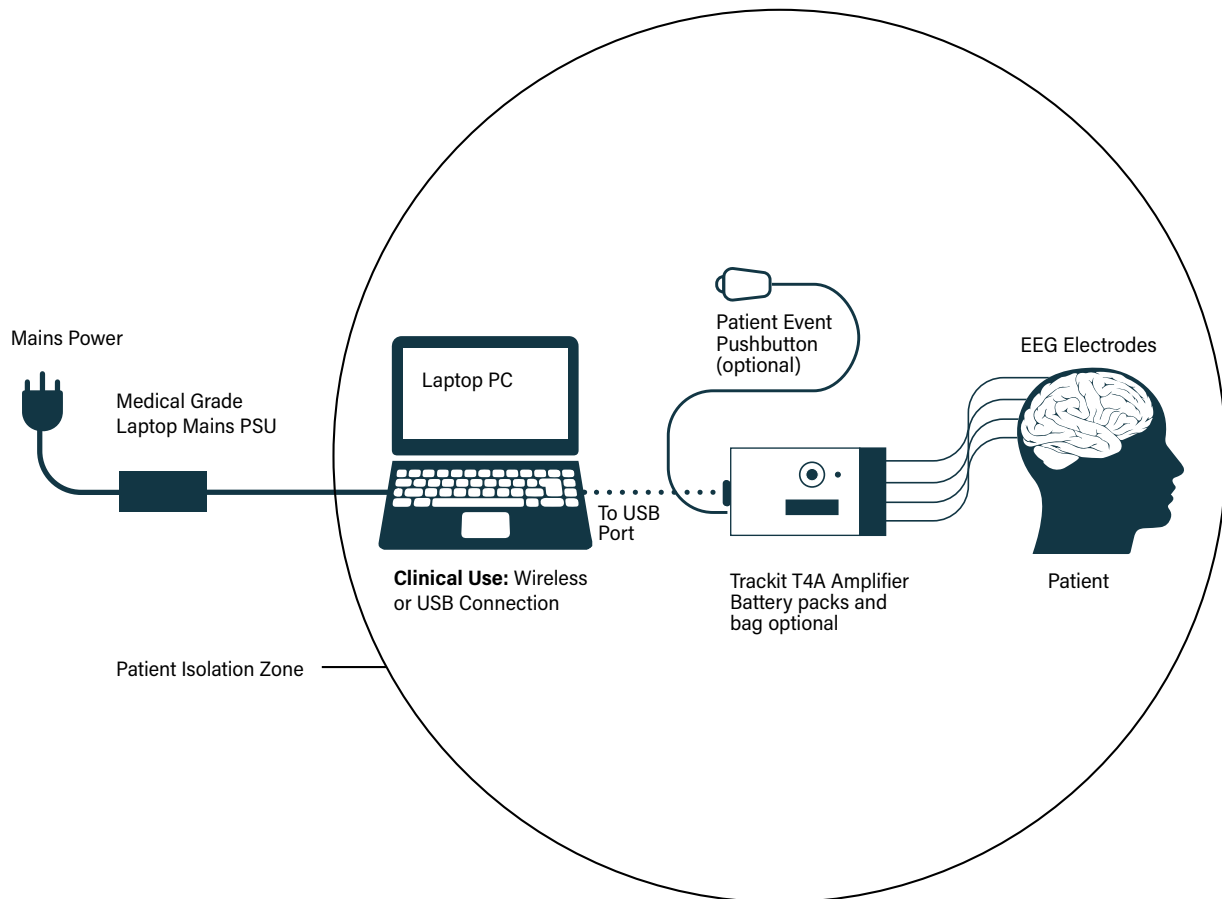 Mains Power
Medical Grade
Laptop Mains PSU
Laptop PC
Patient Event
Pushbutton
(optional)
EEG Electrodes
To USB
Port
Clinical Use: Wireless
or USB Connection
Trackit T4A Amplifier
Battery packs and
bag optional
Patient
Patient Isolation Zone